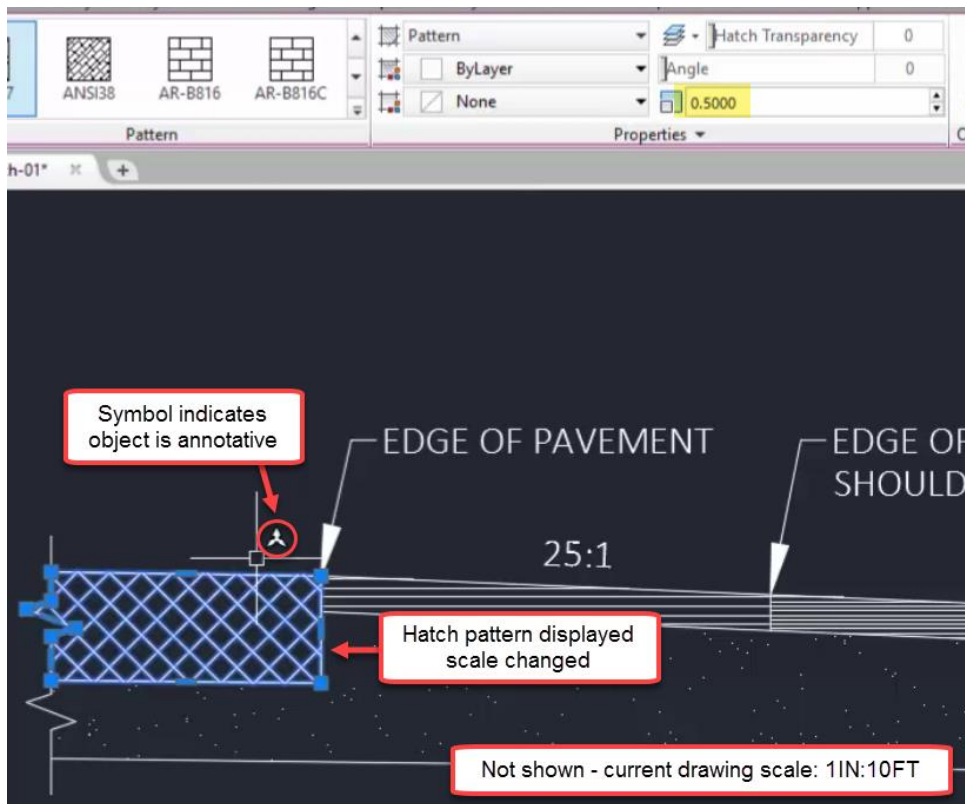 Pattern
Hatch Transparency
0
ByLayer
Angle
0
None
0.5000
7
ANSI38
AR-B816
AR-B816C
Pattern
Properties
C
h-01*
Symbol indicates
object is annotative
EDGE OF PAVEMENT
EDGE OF
SHOULD
25:1
Hatch pattern displayed
scale changed
Not shown - current drawing scale: 1IN:10FT